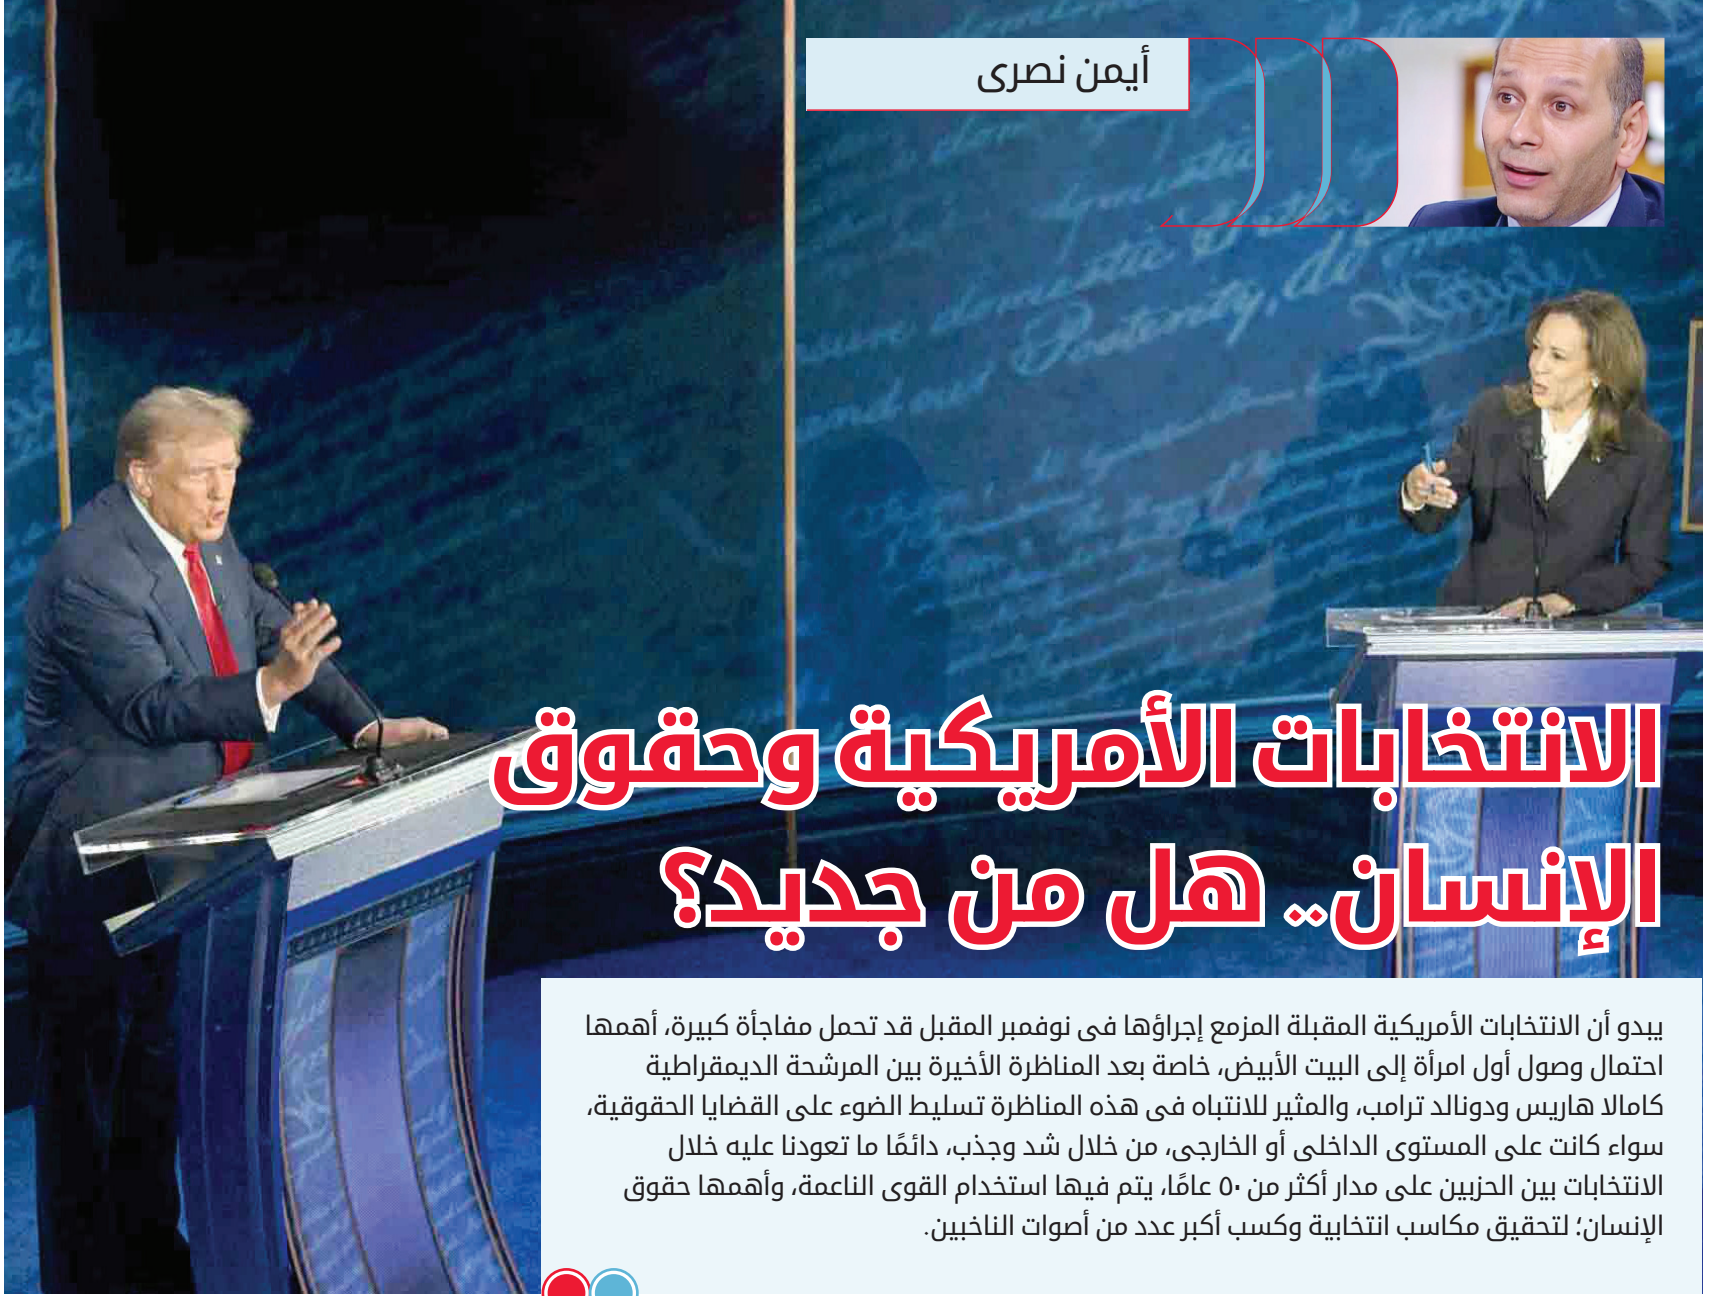 أيمن نصرى
الانتخابات الأمريكية وحقوق
الإنسان.. هل من جديد؟
يبدو أن الانتخابات الأمريكية المقبلة المزمع إجراؤها فى نوفمبر المقبل قد تحمل مفاجأة كبيرة، أهمها
احتمال وصول أول امرأة إلى البيت الأبيض، خاصة بعد المناظرة الأخيرة بين المرشحة الديمقراطية
كامالا هاريس ودونالد ترامب، والمثير للانتباه فى هذه المناظرة تسليط الضوء على القضايا الحقوقية،
سواء كانت على المستوى الداخلى أو الخارجى، من خلال شد وجذب، دائمًا ما تعودنا عليه خلال
الانتخابات بين الحزبين على مدار أكثر من ٥٠ عامًا، يتم فيها استخدام القوى الناعمة، وأهمها حقوق
الإنسان؛ لتحقيق مكاسب انتخابية وكسب أكبر عدد من أصوات الناخبين.